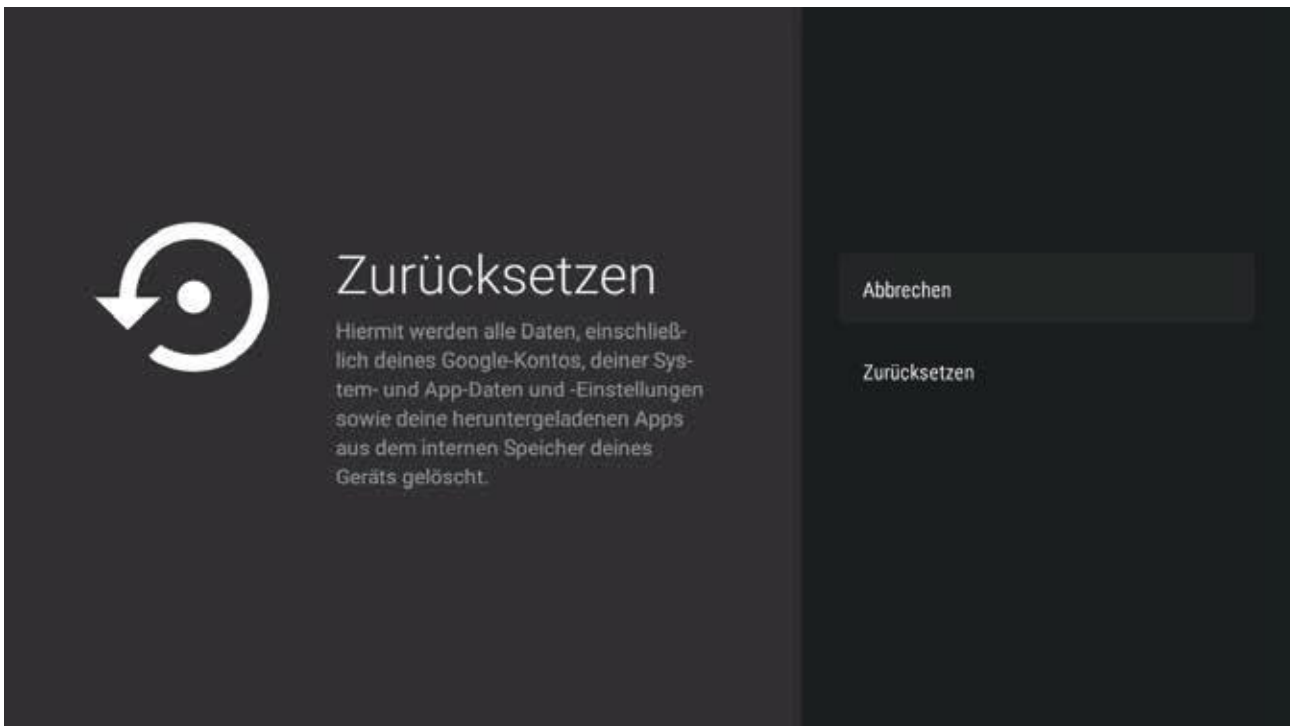 Zurücksetzen
Hiermit werden alle Daten, einschließ-
lich deines Google-Kontos, deiner Sys-
tem- und App-Daten und -Einstellungen
sowie deine heruntergeladenen Apps
aus dem internen Speicher deines
Geräts gelöscht.
Abbrechen
Zurücksetzen